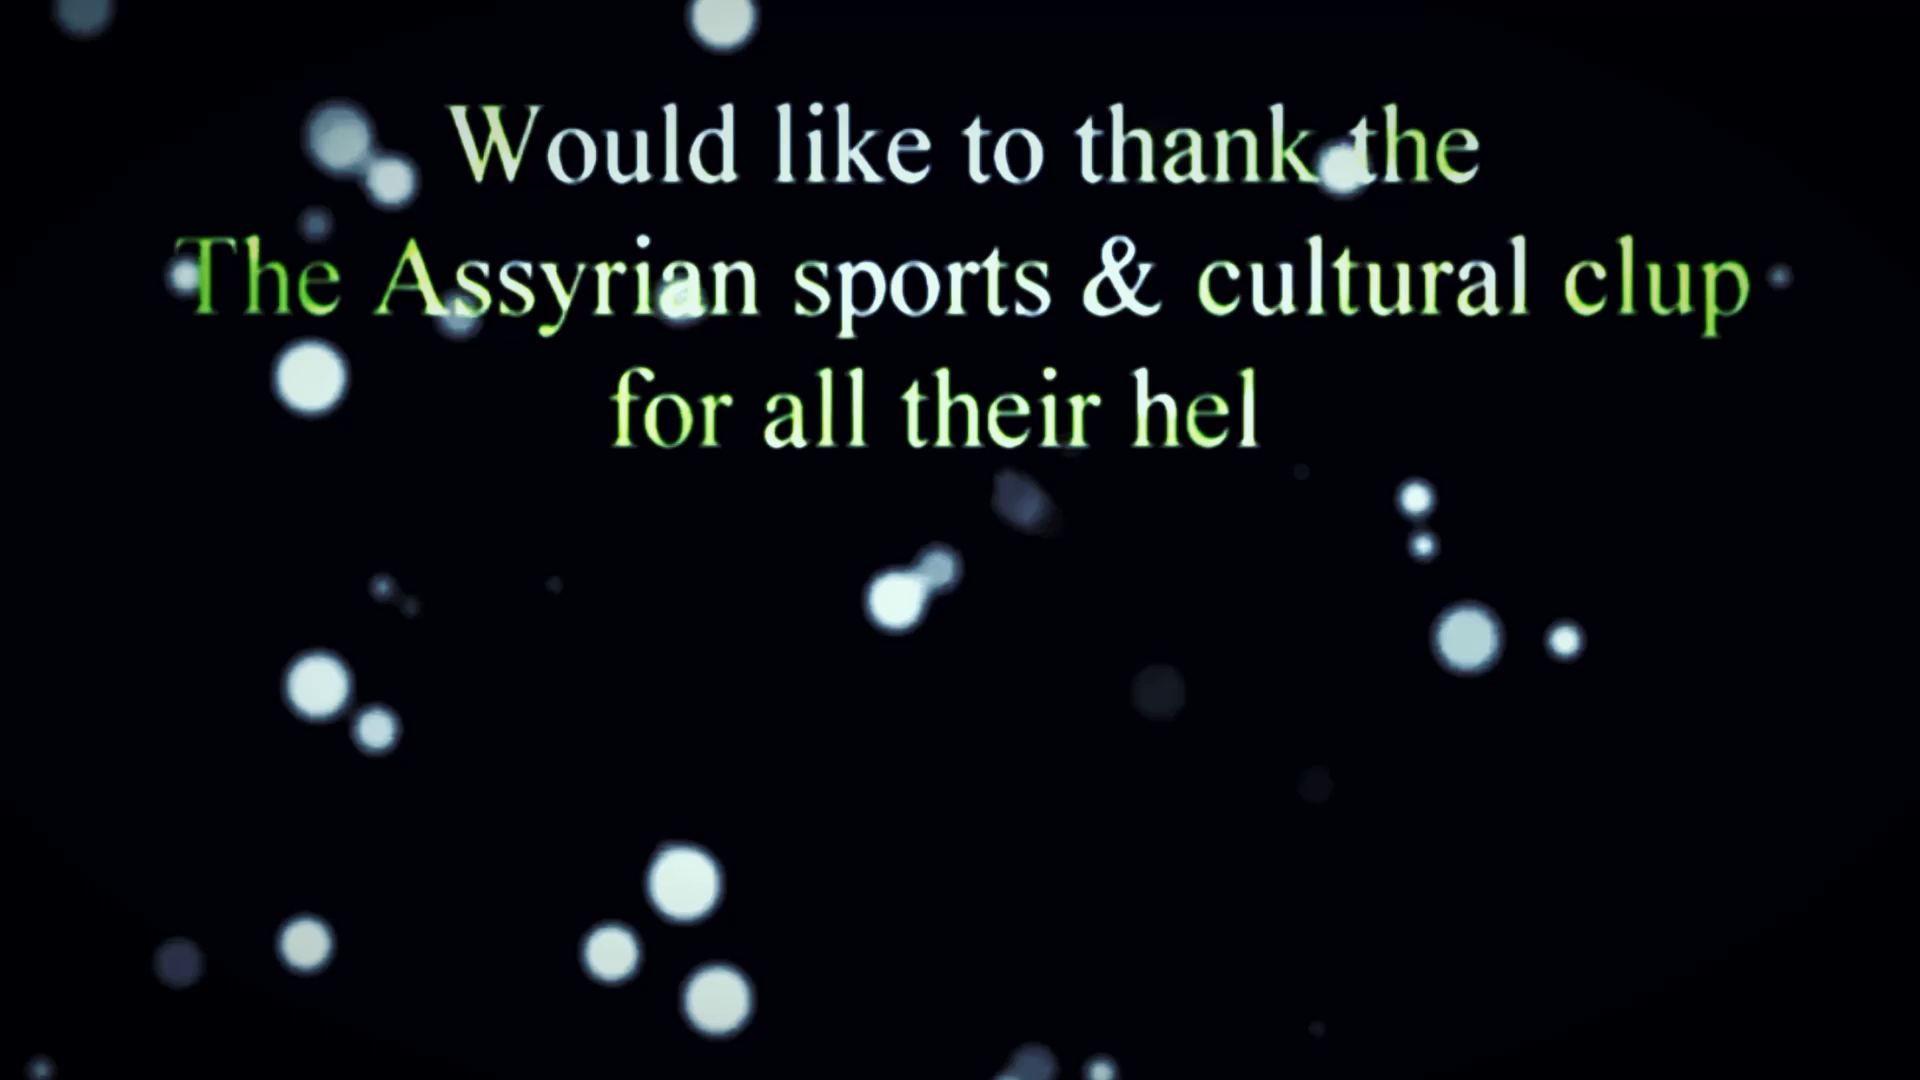 Would like to thank the
The Assyrian sports & cultural clup
for all their hel